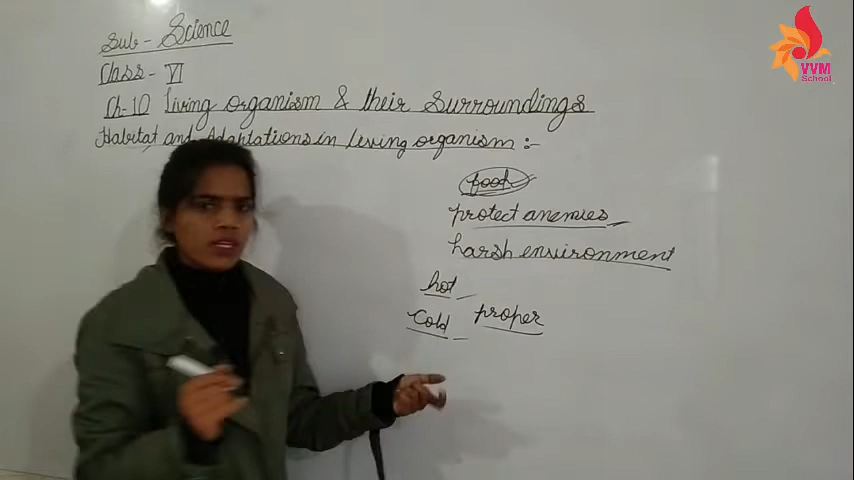 Sub - Science
Class - VI
Ch-10 Living organism & their Surroundings
Habitat and Adaptations in living organism :-
food
protect anemies
harsh environment
hot
cold
proper
VVM
School